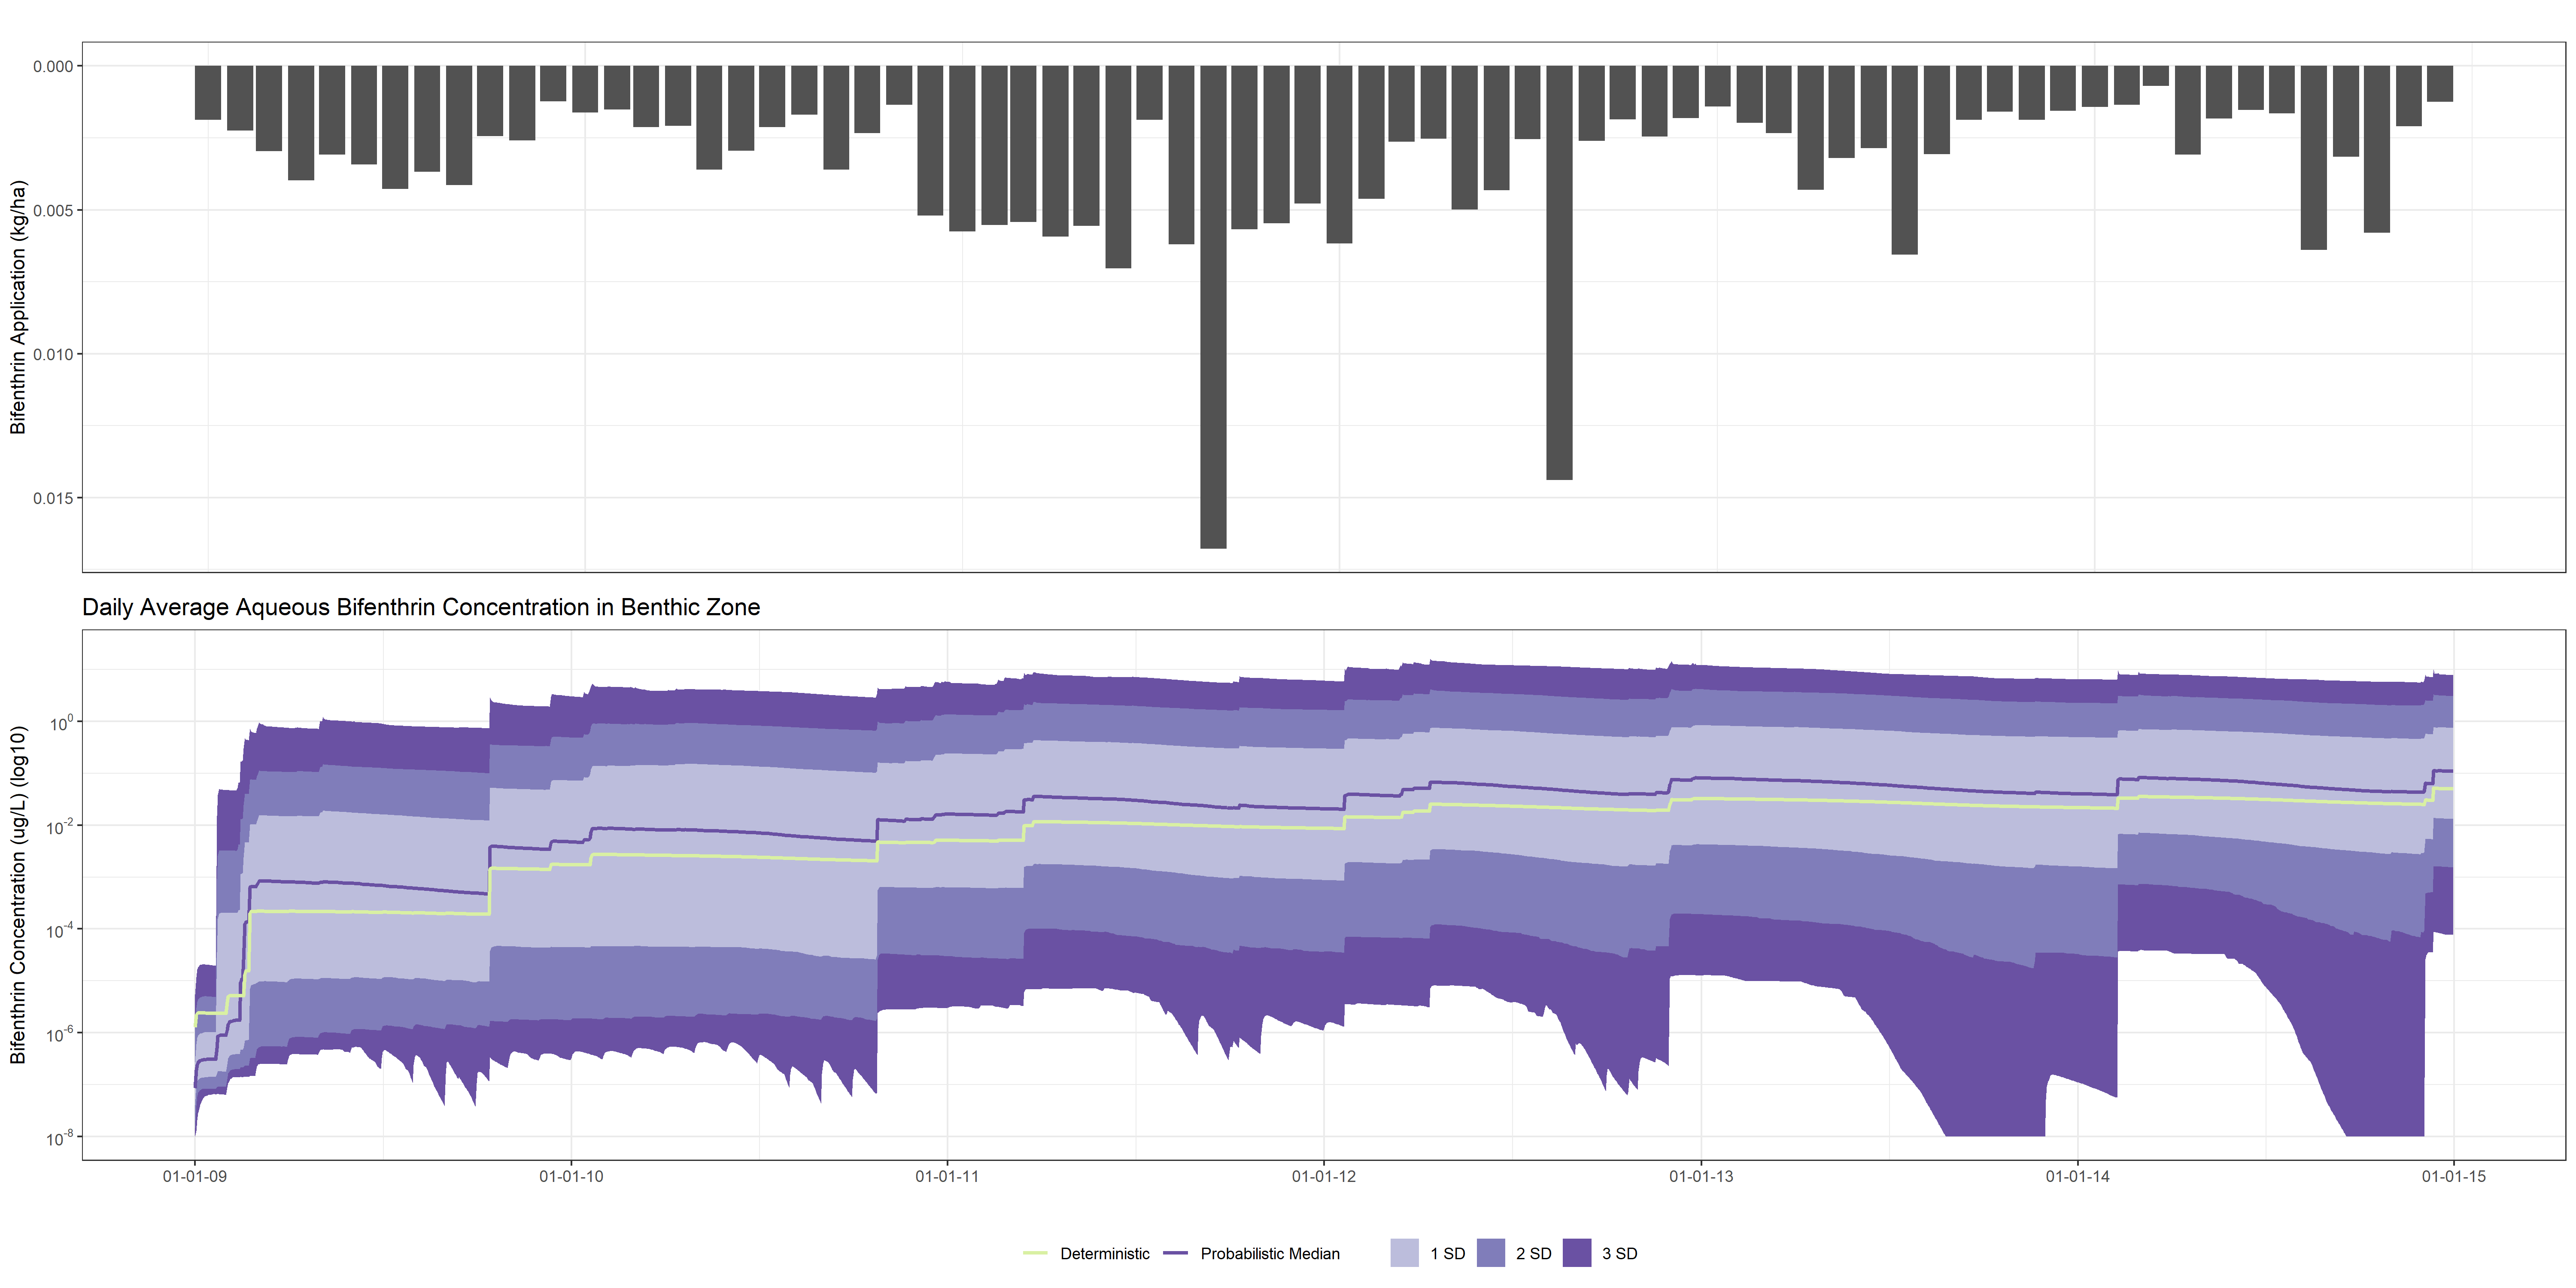 0.000
0.005
0.010
0.015
Bifenthrin Application (kg/ha)
Daily Average Aqueous Bifenthrin Concentration in Benthic Zone
10^0
10^-2
10^-4
10^-6
10^-8
Bifenthrin Concentration (ug/L) (log10)
01-01-09 01-01-10 01-01-11 01-01-12 01-01-13 01-01-14 01-01-15
Deterministic Probabilistic Median 1 SD 2 SD 3 SD